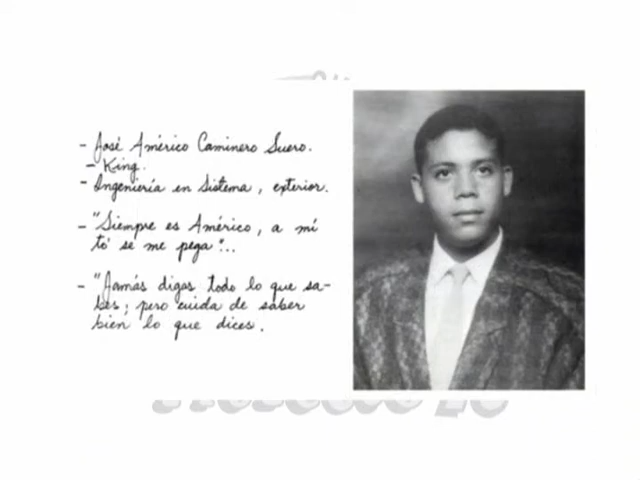 - José Américo Caminero Suero.
- King.
- Ingeniería en Sistema, exterior.
- "Siempre es Américo, a mí
tó se me pega"...
- "Jamás digas todo lo que sa-
bes; pero cuida de saber
bien lo que dices.